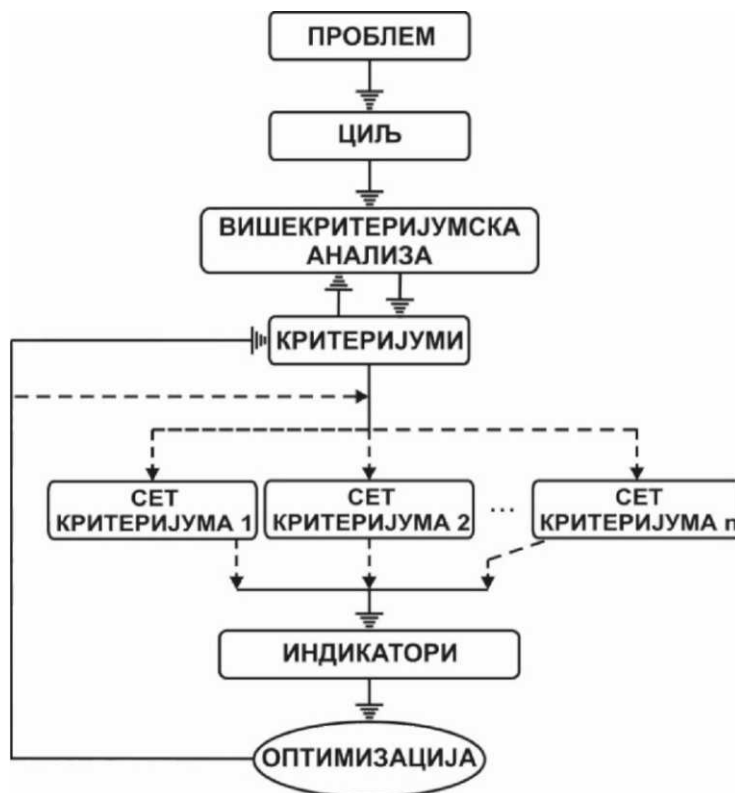 ПРОБЛЕМ
ЦИЉ
ВИШЕКРИТЕРИЈУМСКА
АНАЛИЗА
КРИТЕРИЈУМИ
СЕТ
КРИТЕРИЈУМА 1
СЕТ
КРИТЕРИЈУМА 2
...
СЕТ
КРИТЕРИЈУМА n
ИНДИКАТОРИ
ОПТИМИЗАЦИЈА